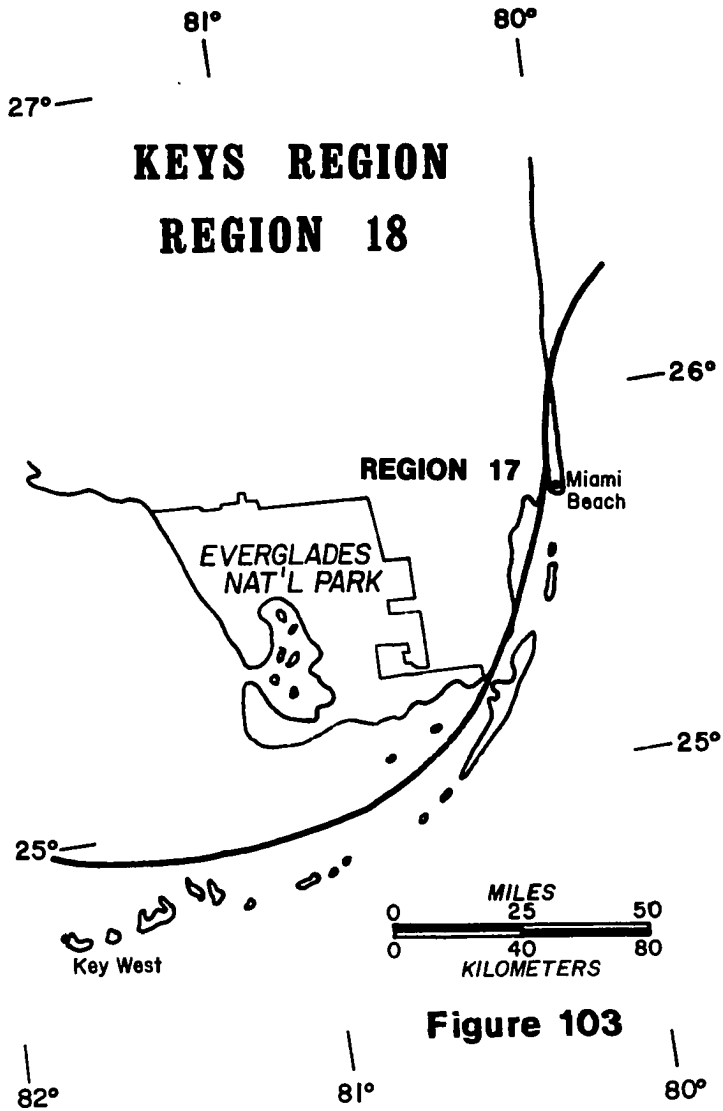 81°
80°
27°
KEYS REGION
REGION 18
26°
REGION 17
Miami
Beach
EVERGLADES
NAT'L PARK
25°
25°
MILES
0 25 50
0 40 80
KILOMETERS
Key West
Figure 103
82°
81°
80°